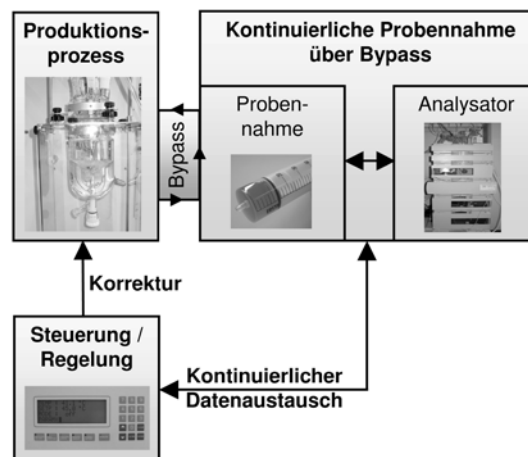 Produktions-
prozess
Kontinuierliche Probennahme
über Bypass
Proben-
nahme
Analysator
Bypass
Korrektur
Steuerung /
Regelung
Kontinuierlicher
Datenaustausch